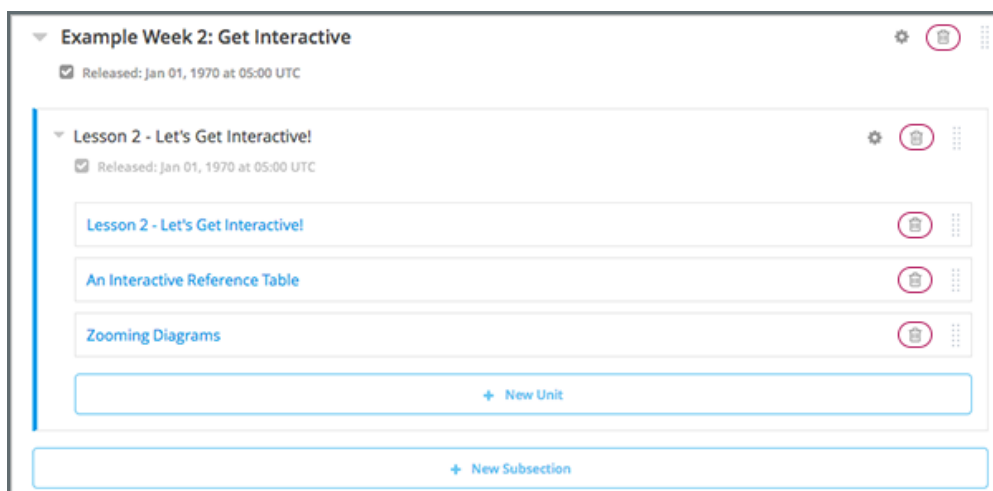 Example Week 2: Get Interactive
Released: Jan 01, 1970 at 05:00 UTC
Lesson 2 - Let's Get Interactive!
Released: Jan 01, 1970 at 05:00 UTC
Lesson 2 - Let's Get Interactive!
An Interactive Reference Table
Zooming Diagrams
+ New Unit
+ New Subsection